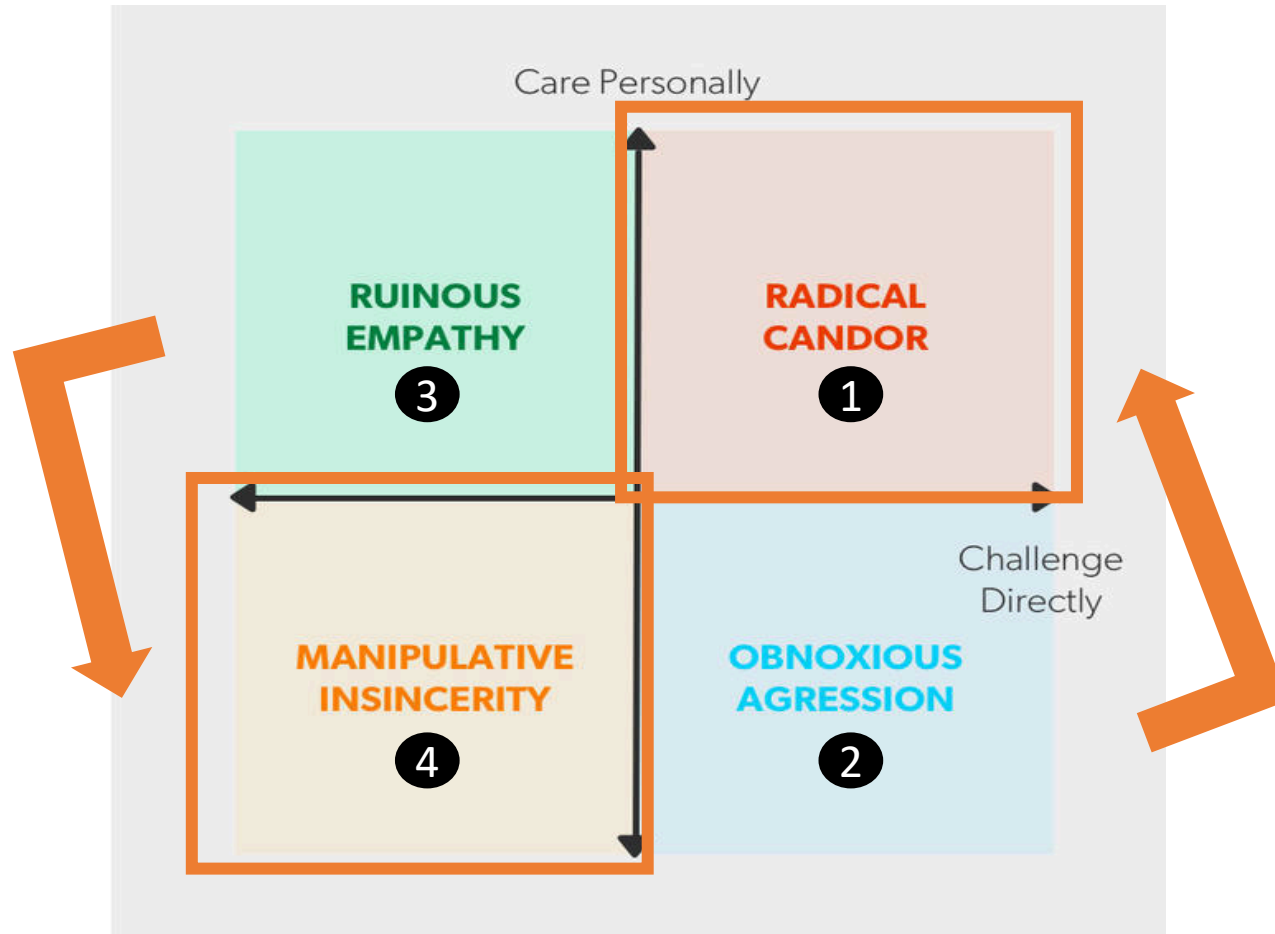 Care Personally
RUINOUS
EMPATHY
3
RADICAL
CANDOR
1
Challenge
Directly
MANIPULATIVE
INSINCERITY
4
OBNOXIOUS
AGRESSION
2